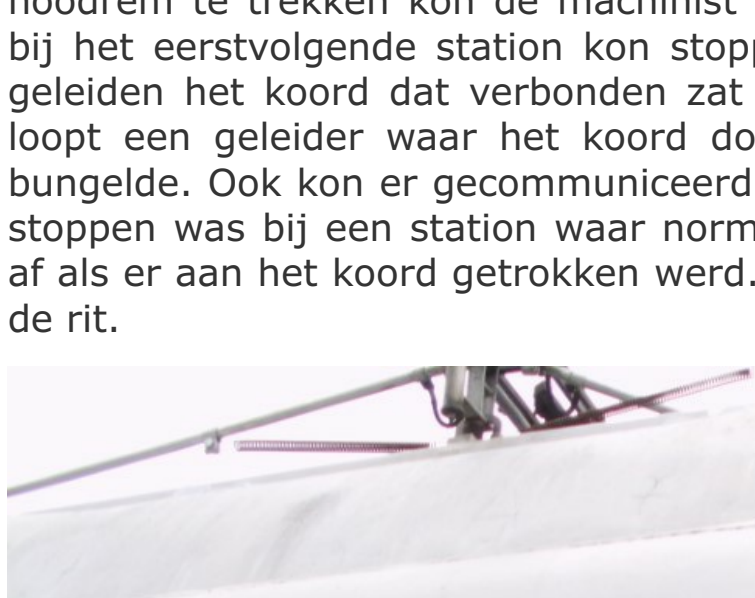 noodrem te trekken kon de machinist
bij het eerstvolgende station kon stopp
geleiden het koord dat verbonden zat
loopt een geleider waar het koord do
bungelde. Ook kon er gecommuniceerd
stoppen was bij een station waar norm
af als er aan het koord getrokken werd.
de rit.